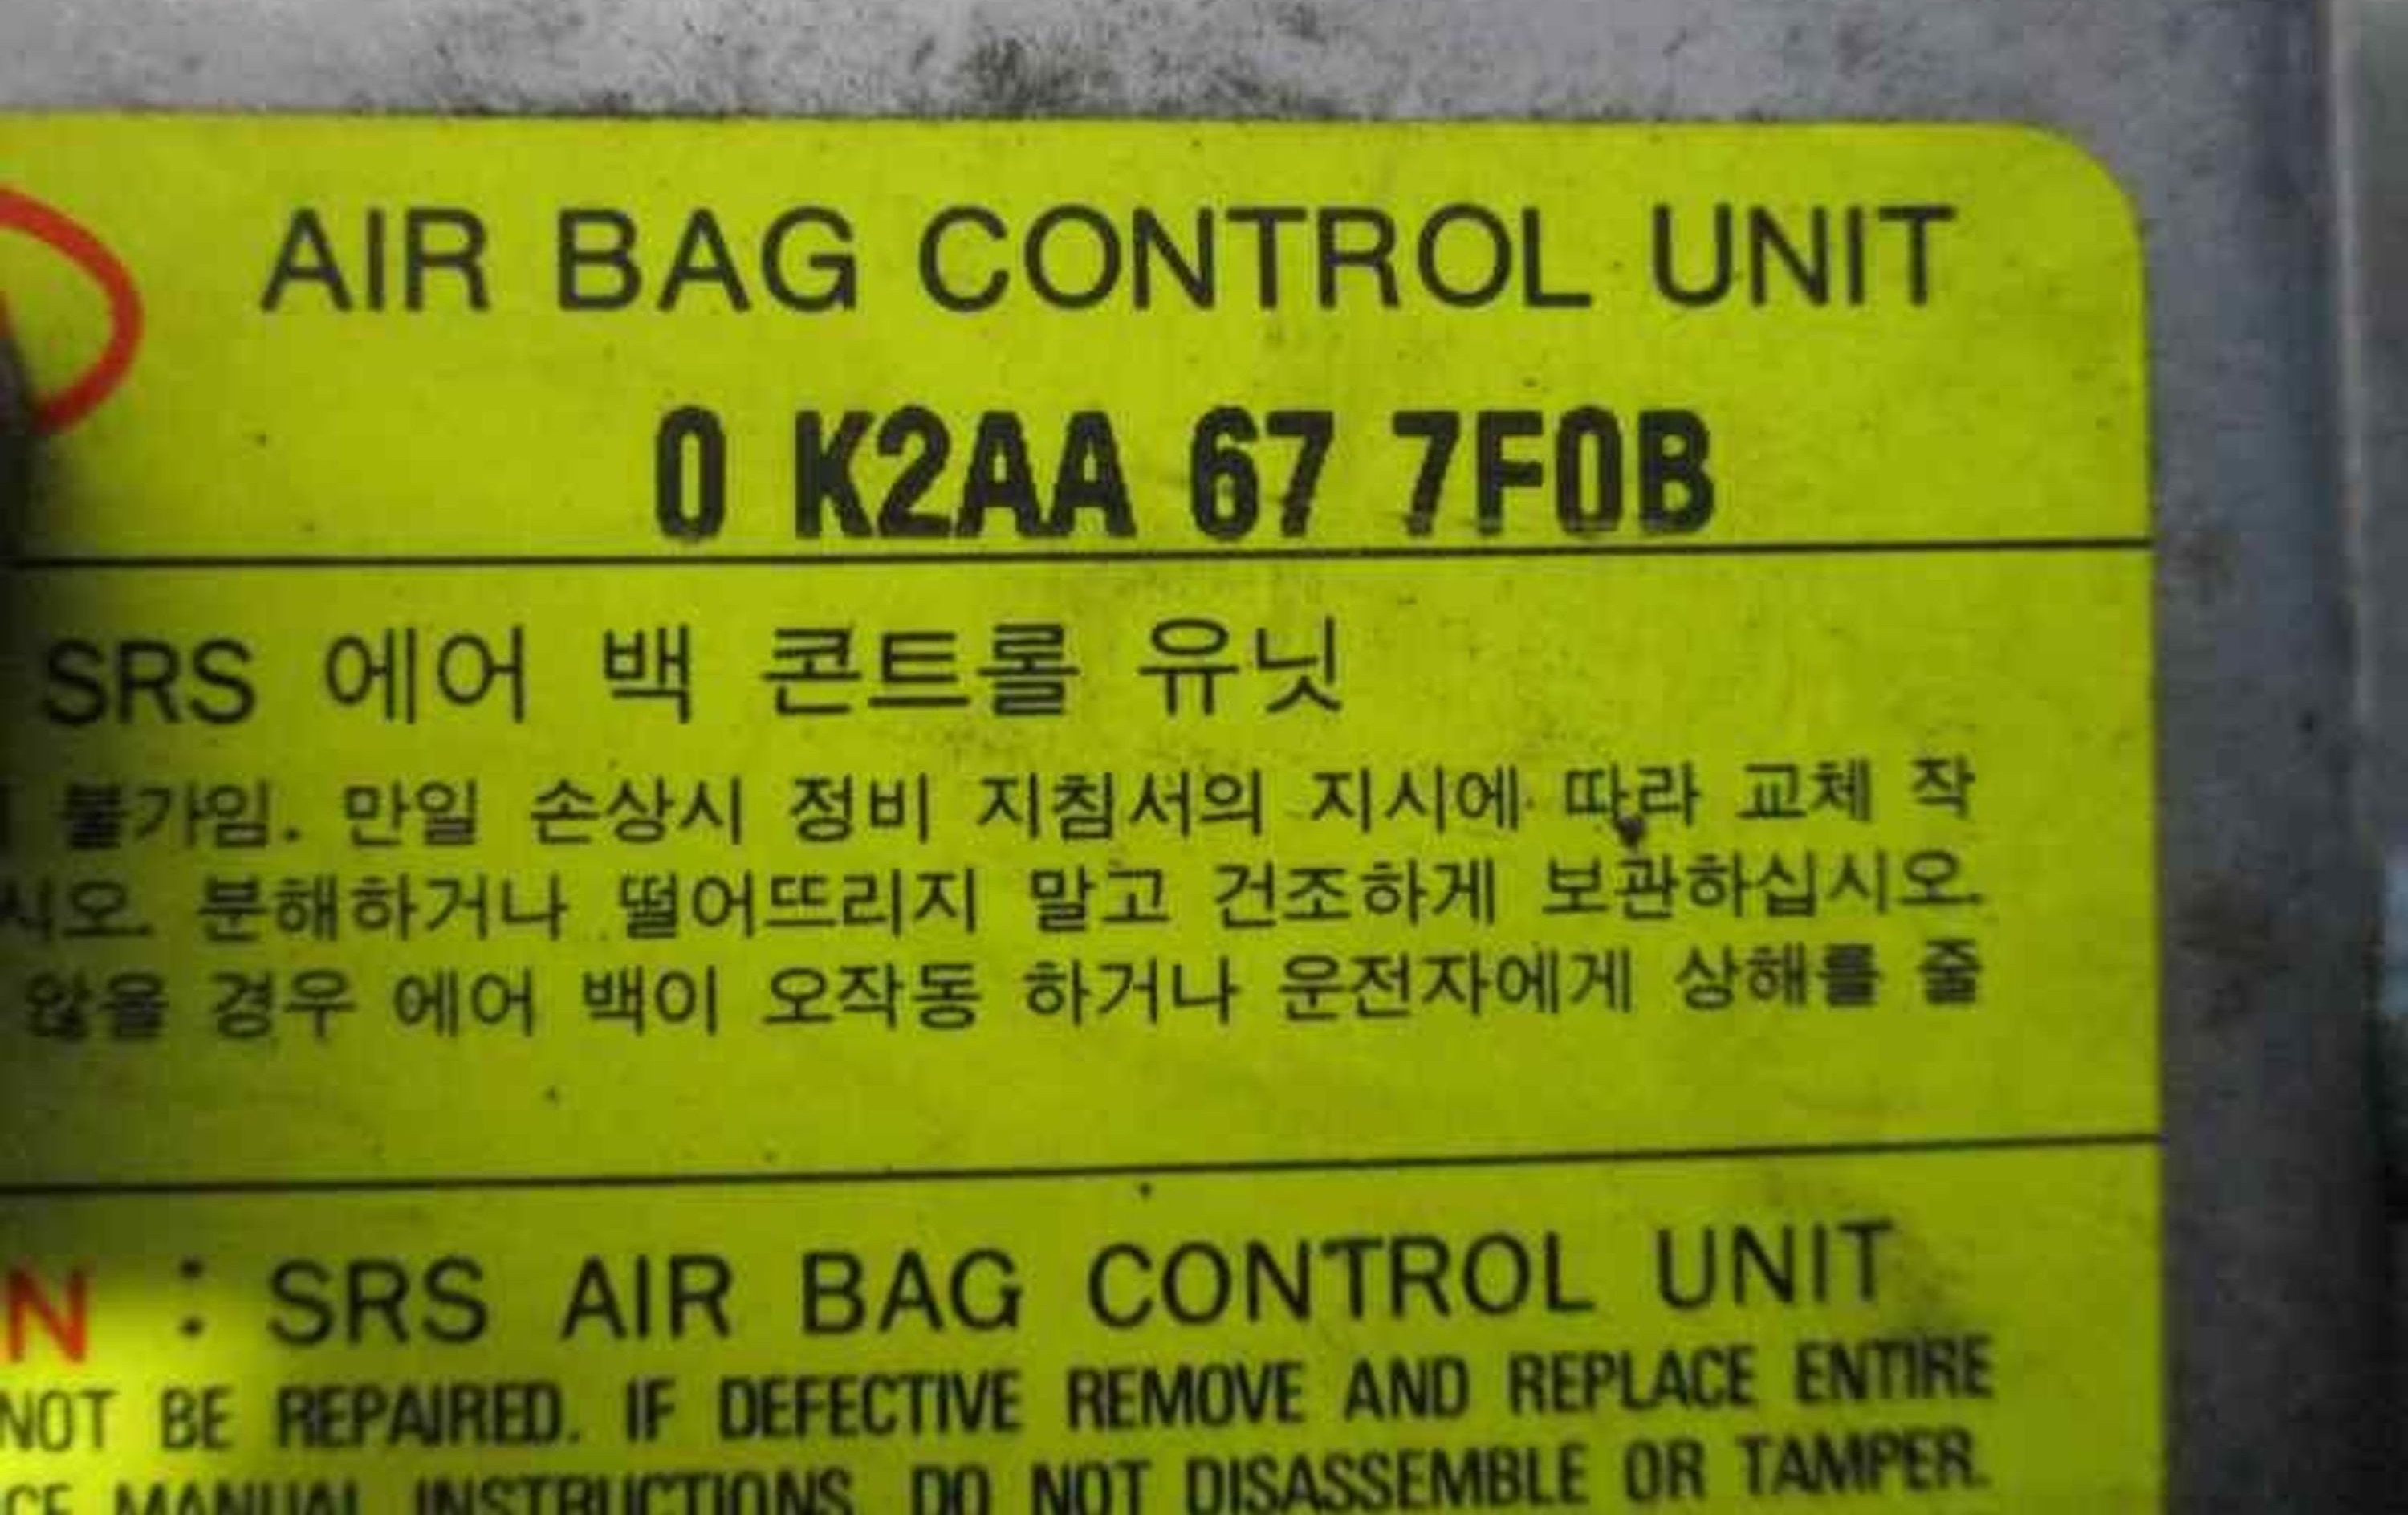 AIR BAG CONTROL UNIT
0 K2AA 67 7F0B
SRS 에어 백 콘트롤 유닛
불가임. 만일 손상시 정비 지침서의 지시에 따라 교체 작
시오. 분해하거나 떨어뜨리지 말고 건조하게 보관하십시오.
않을 경우 에어 백이 오작동 하거나 운전자에게 상해를 줄
N : SRS AIR BAG CONTROL UNIT
NOT BE REPAIRED. IF DEFECTIVE REMOVE AND REPLACE ENTIRE
CE MANUAL INSTRUCTIONS. DO NOT DISASSEMBLE OR TAMPER.